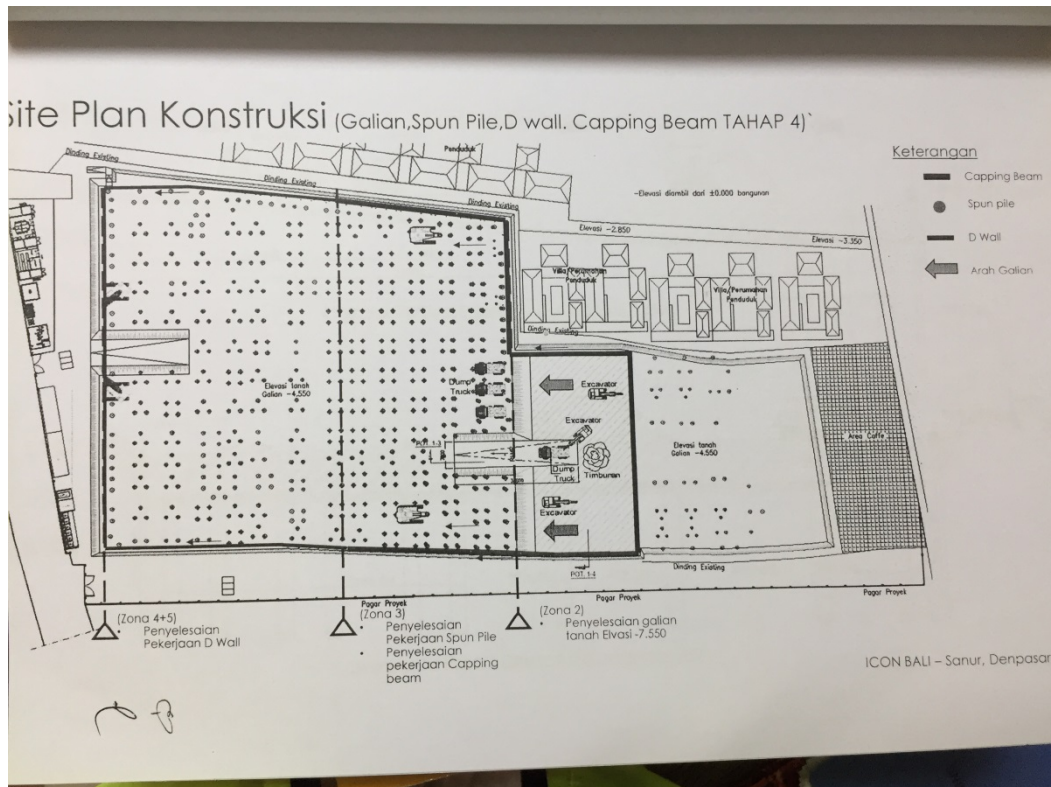 Site Plan Konstruksi (Galian,Spun Pile,D wall. Capping Beam TAHAP 4)`
Keterangan
Capping Beam
Spun pile
D Wall
Arah Galian
Dinding Existing
Penduduk
Dinding Existing
Dinding Existing
-Elevasi diambil dari ±0.000 bangunan
Elevasi -2.850
Elevasi -3.350
Villa/Perumahan
Penduduk
Villa/Perumahan
Penduduk
Dinding Existing
Elevasi tanah
Galian -4.550
Dump
Truck
Excavator
Excavator
POT. 1-3
Dump
Truck
Timbunan
Excavator
Elevasi tanah
Galian -4.550
Area Caffe
POT. 1-4
Dinding Existing
Pagar Proyek
Pagar Proyek
Pagar Proyek
(Zona 4+5)
• Penyelesaian
Pekerjaan D Wall
(Zona 3)
• Penyelesaian
Pekerjaan Spun Pile
• Penyelesaian
pekerjaan Capping
beam
(Zona 2)
• Penyelesaian galian
tanah Elvasi -7.550
ICON BALI – Sanur, Denpasar